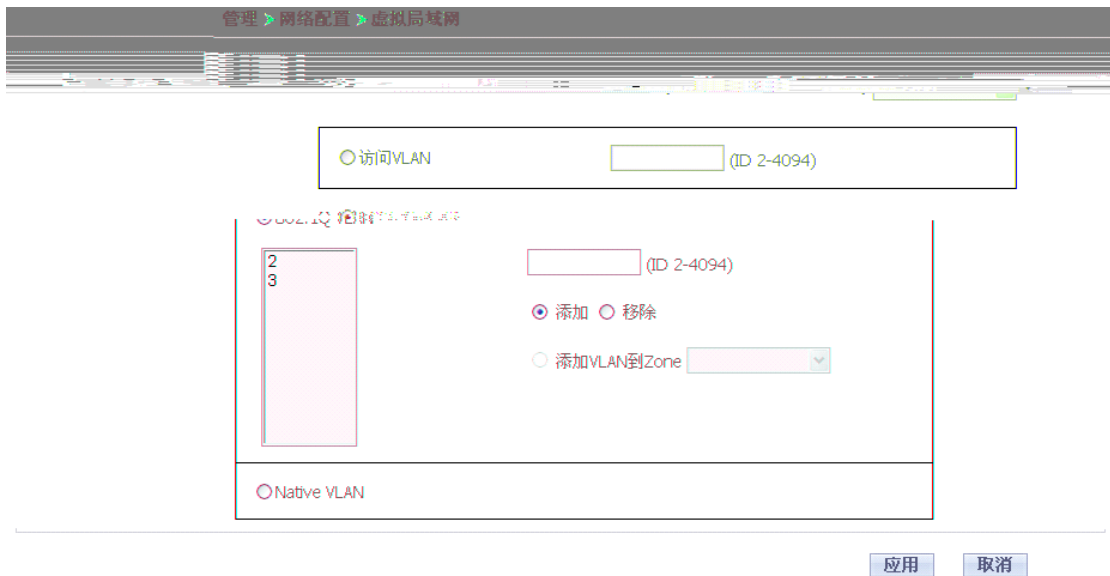 管理 > 网络配置 > 虚拟局域网
访问VLAN (ID 2-4094)
802.1Q
2
3
(ID 2-4094)
添加 移除
添加VLAN到Zone
Native VLAN
应用 取消